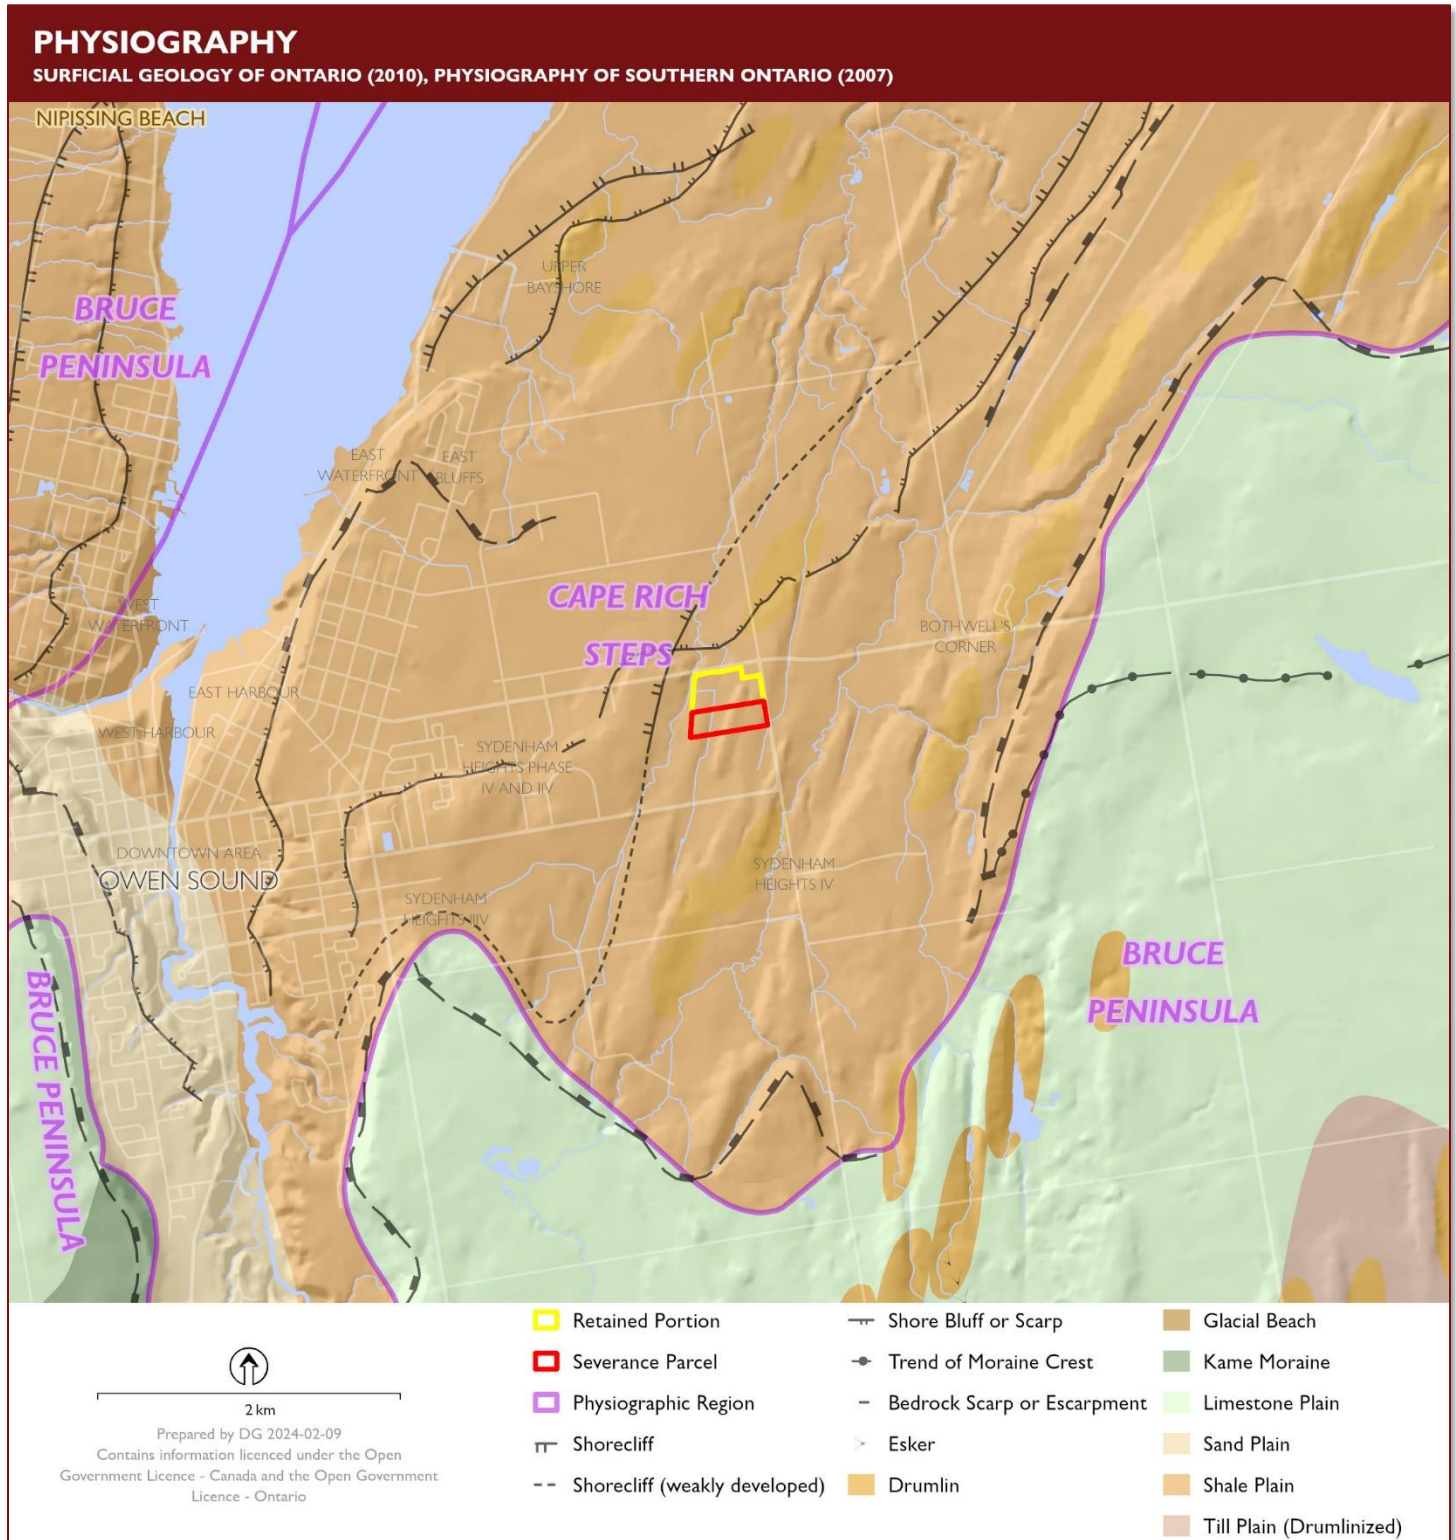 PHYSIOGRAPHY
SURFICIAL GEOLOGY OF ONTARIO (2010), PHYSIOGRAPHY OF SOUTHERN ONTARIO (2007)
NIPISSING BEACH
UPPER
BAYSHORE
BRUCE
PENINSULA
EAST
WATERFRONT
EAST
BLUFFS
CAPE RICH
STEPS
WEST
WATERFRONT
BOTHWELL'S
CORNER
EAST HARBOUR
WEST HARBOUR
SYDENHAM
HEIGHTS PHASE
IV AND IIV
DOWNTOWN AREA
OWEN SOUND
SYDENHAM
HEIGHTS IV
SYDENHAM
HEIGHTS IIIV
BRUCE
PENINSULA
BRUCE PENINSULA
2 km
Prepared by DG 2024-02-09
Contains information licenced under the Open
Government Licence - Canada and the Open Government
Licence - Ontario
Retained Portion
Severance Parcel
Physiographic Region
Shorecliff
Shorecliff (weakly developed)
Shore Bluff or Scarp
Trend of Moraine Crest
Bedrock Scarp or Escarpment
Esker
Drumlin
Glacial Beach
Kame Moraine
Limestone Plain
Sand Plain
Shale Plain
Till Plain (Drumlinized)